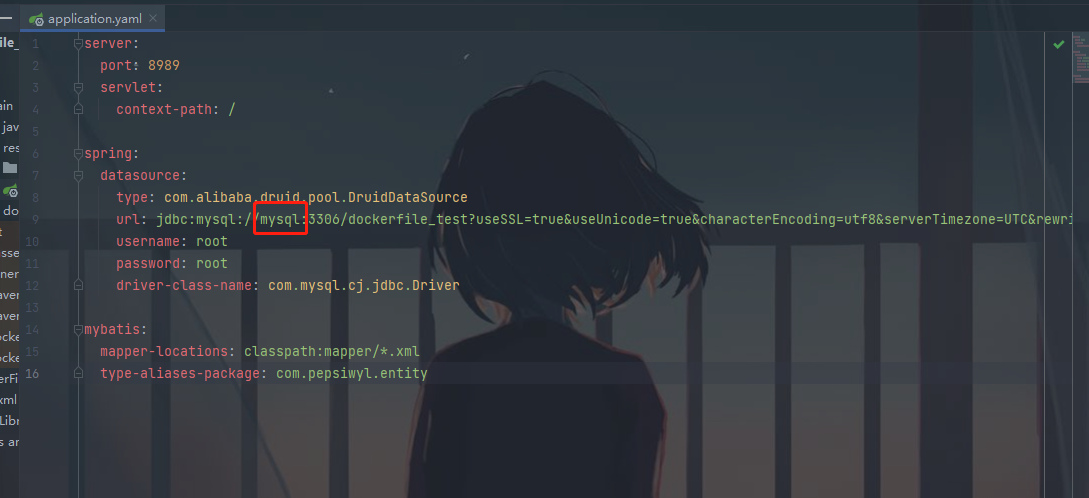 application.yaml
1 server:
2 port: 8989
3 servlet:
4 context-path: /
5
6 spring:
7 datasource:
8 type: com.alibaba.druid.pool.DruidDataSource
9 url: jdbc:mysql://mysql:3306/dockerfile_test?useSSL=true&useUnicode=true&characterEncoding=utf8&serverTimezone=UTC&rewri
10 username: root
11 password: root
12 driver-class-name: com.mysql.cj.jdbc.Driver
13
14 mybatis:
15 mapper-locations: classpath:mapper/*.xml
16 type-aliases-package: com.pepsiwyl.entity
ile_
ain
jav
res
do
t
asse
ner
aver
aver
ocke
ocke
erFi
xml
Libr
s ar